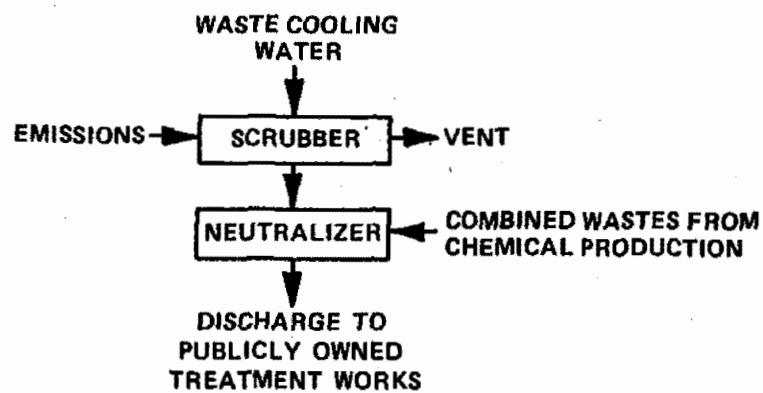 WASTE COOLING
WATER
EMISSIONS
SCRUBBER
VENT
NEUTRALIZER
COMBINED WASTES FROM
CHEMICAL PRODUCTION
DISCHARGE TO
PUBLICLY OWNED
TREATMENT WORKS